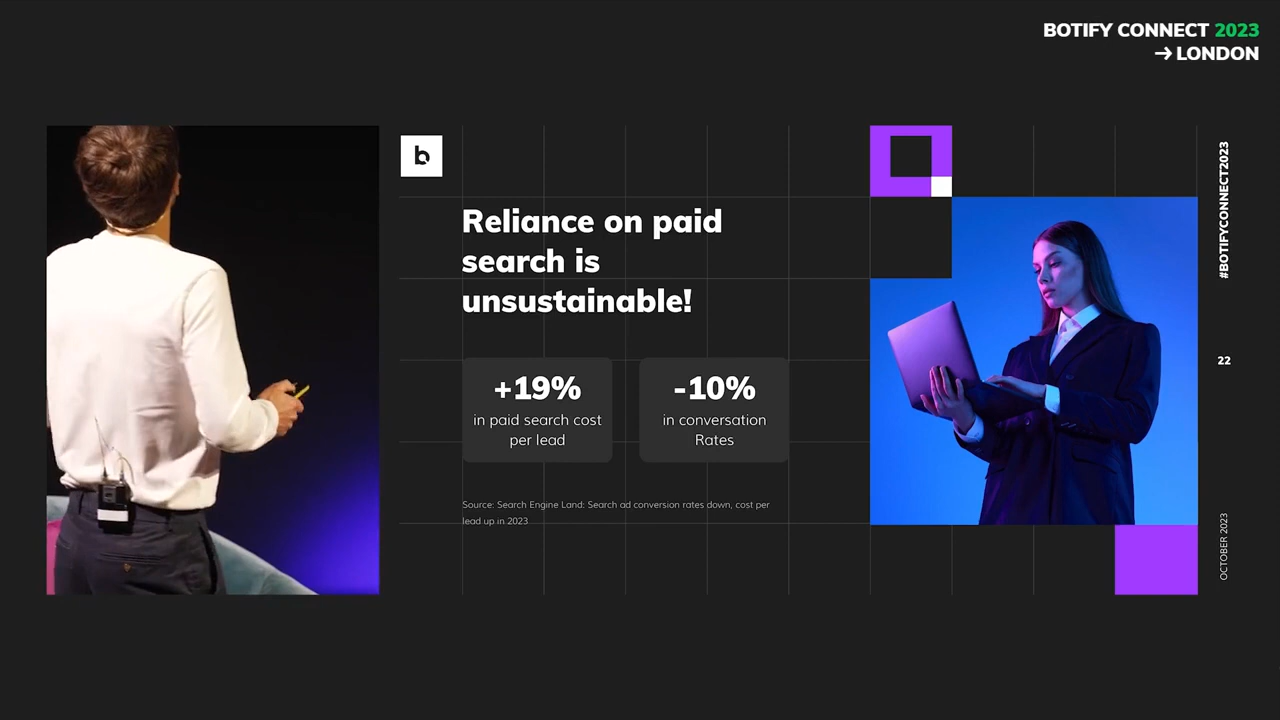 BOTIFY CONNECT 2023
→ LONDON
b
Reliance on paid
search is
unsustainable!
+19%
in paid search cost
per lead
-10%
in conversation
Rates
Source: Search Engine Land: Search ad conversion rates down, cost per
lead up in 2023
#BOTIFYCONNECT2023
22
OCTOBER 2023